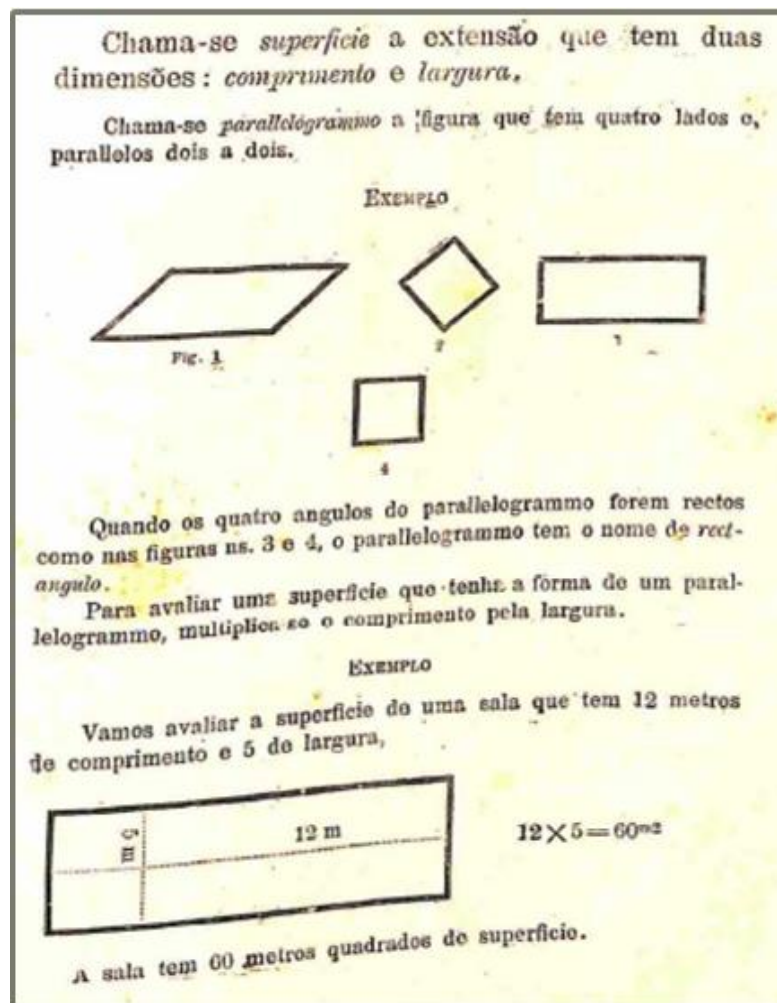 Chama-se superficie a extensão que tem duas
dimensões: comprimento e largura.
Chama-se parallelogrammo a figura que tem quatro lados e,
parallelos dois a dois.
EXEMPLO
Fig. 1
2
4
Quando os quatro angulos do parallelogrammo forem rectos
como nas figuras ns. 3 e 4, o parallelogrammo tem o nome de rect-
angulo.
Para avaliar uma superficie que tenha a forma de um paral-
lelogrammo, multiplica se o comprimento pela largura.
EXEMPLO
Vamos avaliar a superficie de uma sala que tem 12 metros
de comprimento e 5 de largura,
5 m
12 m
12×5=60m2
A sala tem 60 metros quadrados de superficie.